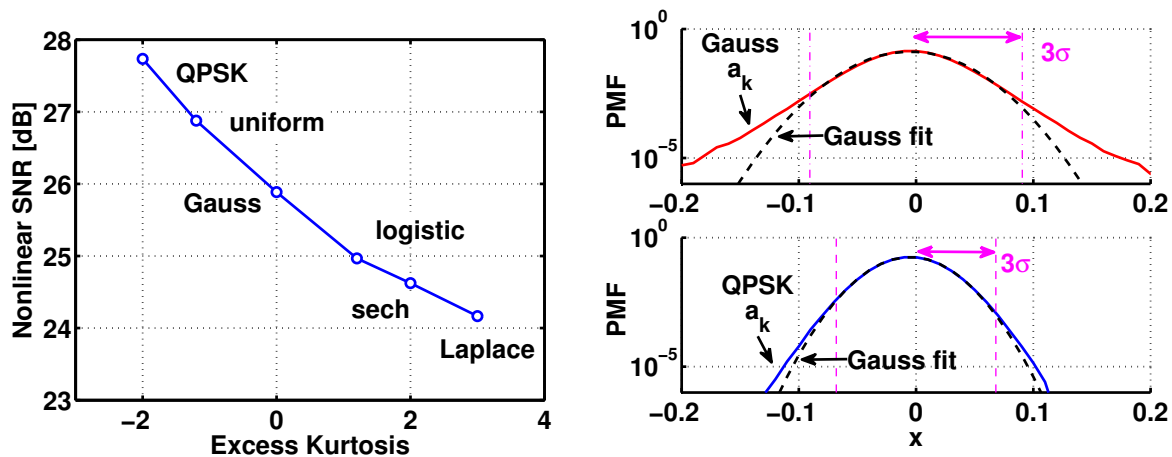 28
27
26
25
24
23
Nonlinear SNR [dB]
QPSK
uniform
Gauss
logistic
sech
Laplace
−2 0 2 4
Excess Kurtosis
10^0
10^−5
PMF
Gauss
a_k
3σ
Gauss fit
−0.2 −0.1 0 0.1 0.2
10^0
10^−5
PMF
QPSK
a_k
3σ
Gauss fit
−0.2 −0.1 0 0.1 0.2
x